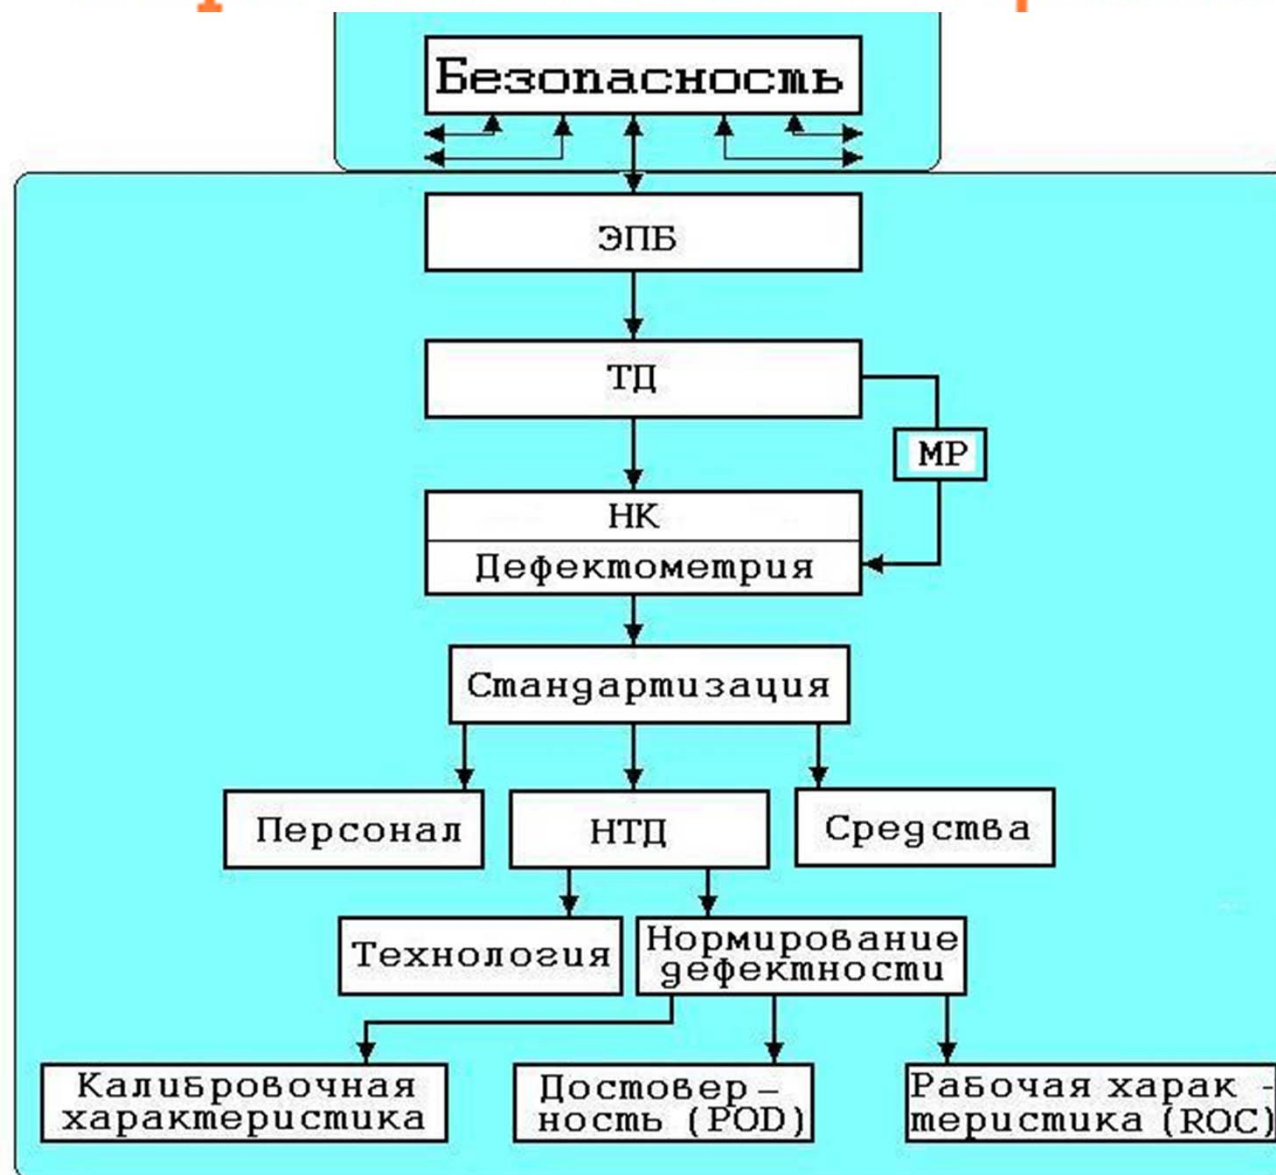 Безопасность
ЭПБ
ТД
МР
НК
Дефектометрия
Стандартизация
Персонал
НТД
Средства
Технология
Нормирование
дефектности
Калибровочная
характеристика
Достовер-
ность (POD)
Рабочая харак -
теристика (ROC)